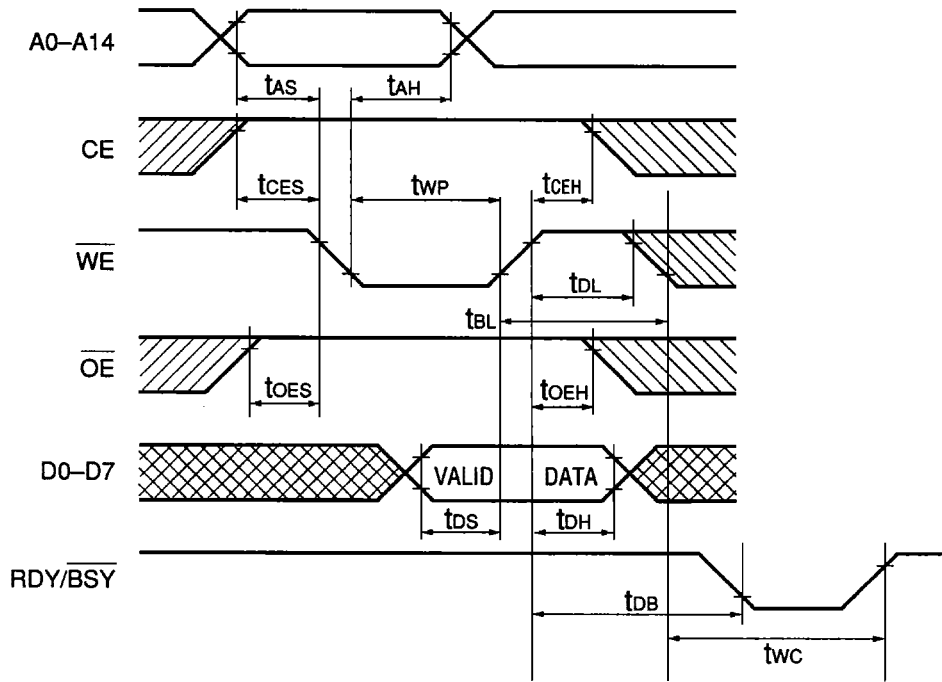 A0–A14
tAS
tAH
CE
tCES
tWP
tCEH
WE
tDL
tBL
OE
tOES
tOEH
D0–D7
VALID
DATA
tDS
tDH
RDY/BSY
tDB
tWC